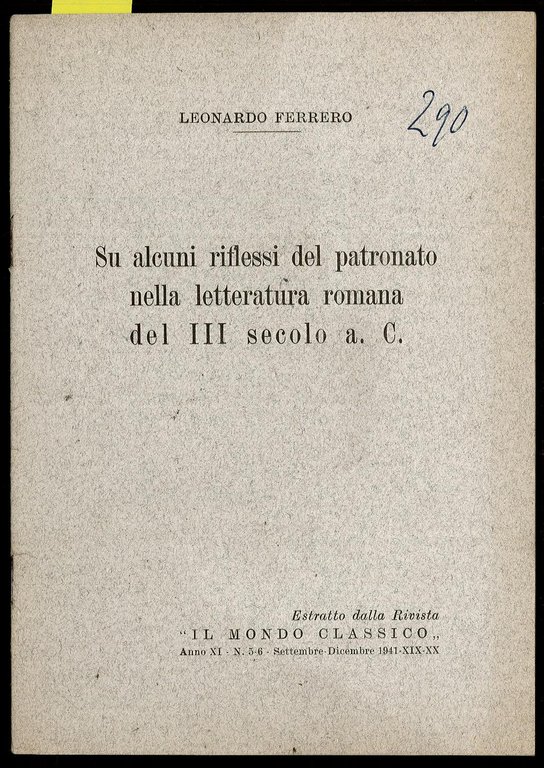 LEONARDO FERRERO
290
Su alcuni riflessi del patronato
nella letteratura romana
del III secolo a. C.
Estratto dalla Rivista
“IL MONDO CLASSICO„
Anno XI - N. 5-6 - Settembre-Dicembre 1941-XIX-XX